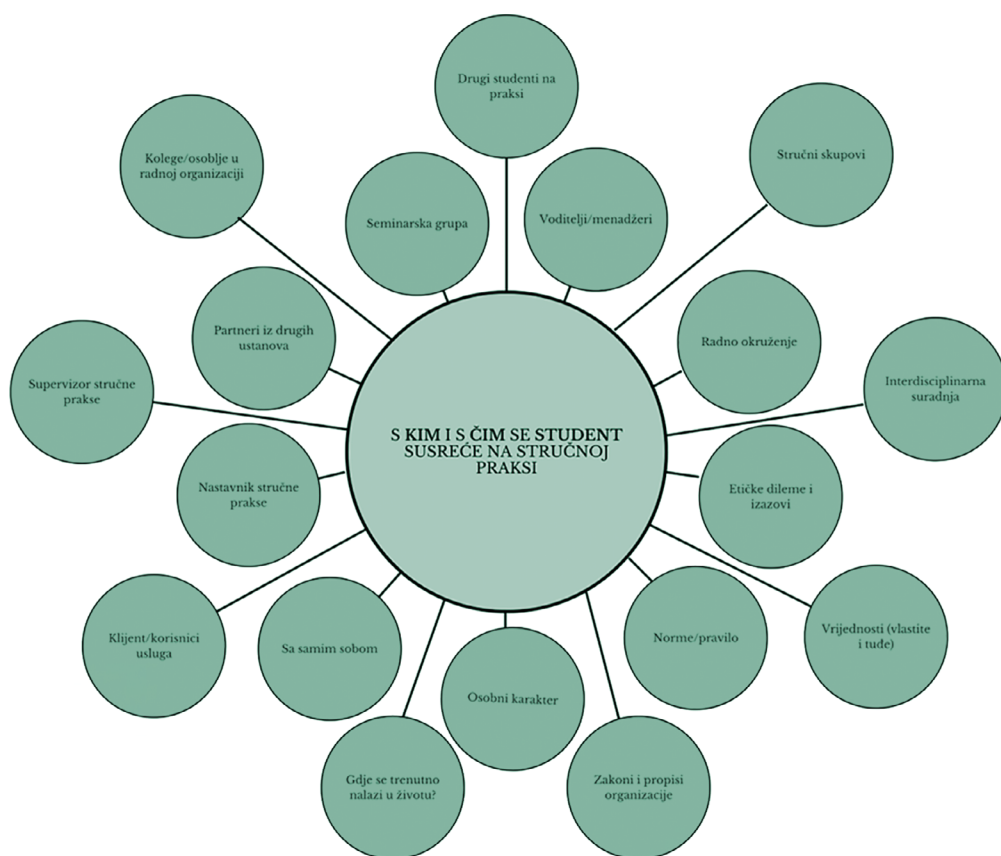 Drugi studenti na
praksi
Kolege/osoblje u
radnoj organizaciji
Stručni skupovi
Seminarska grupa
Voditelji/menadžeri
Partneri iz drugih
ustanova
Radno okruženje
Supervizor stručne
prakse
Interdisciplinarna
suradnja
S KIM I S ČIM SE STUDENT
SUSREĆE NA STRUČNOJ
PRAKSI
Nastavnik stručne
prakse
Etičke dileme i
izazovi
Klijent/korisnici
usluga
Sa samim sobom
Norme/pravilo
Vrijednosti (vlastite
i tuđe)
Osobni karakter
Gdje se trenutno
nalazi u životu?
Zakoni i propisi
organizacije